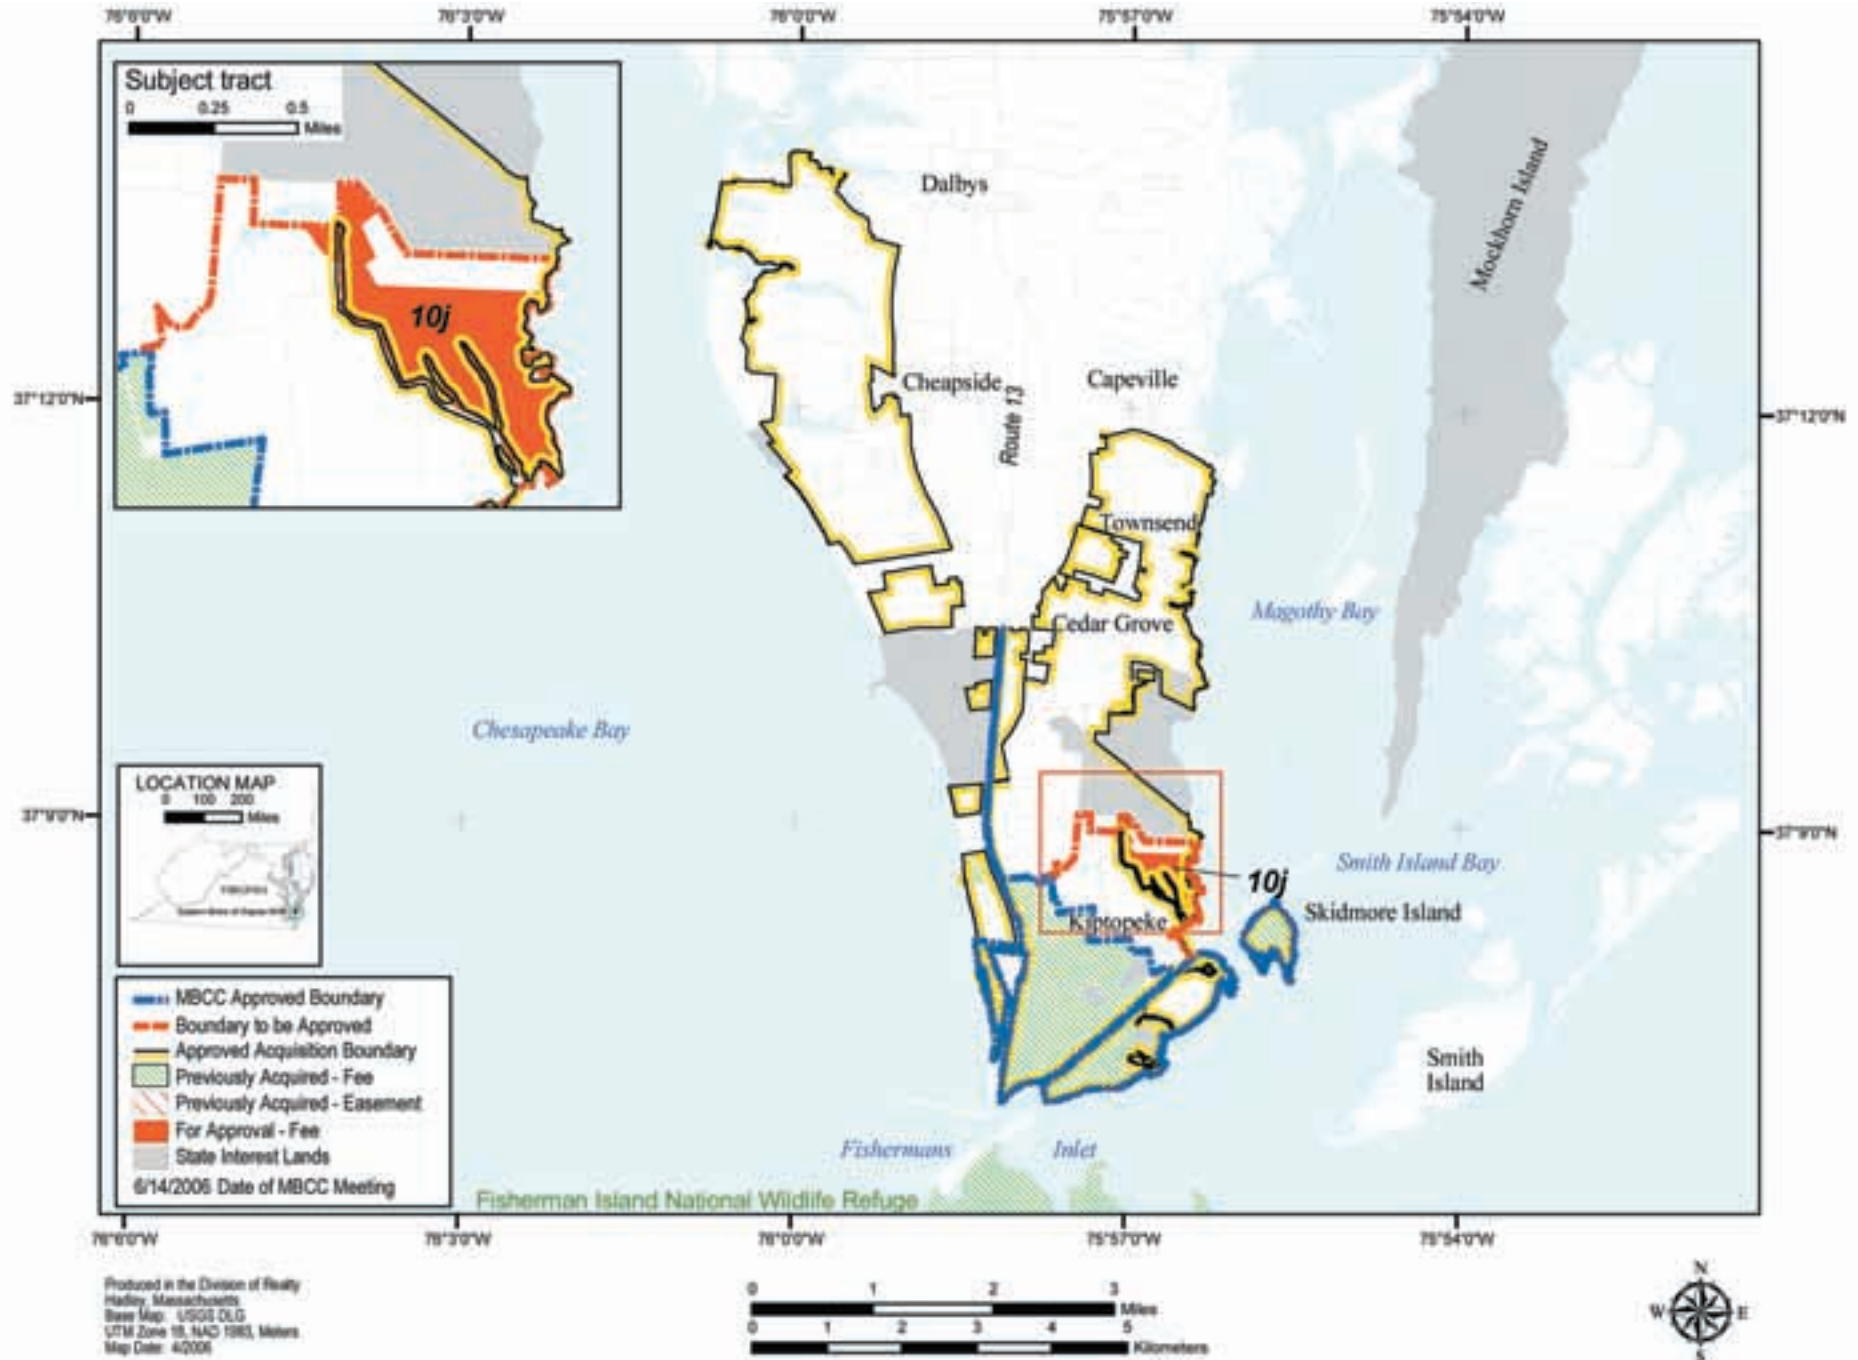 76°6'0"W 76°3'0"W 76°0'0"W 75°57'0"W 75°54'0"W
Subject tract
0 0.25 0.5
Miles
10j
Dalbys
Mockhorn Island
Cheapside
Route 13
Capeville
37°12'0"N
37°12'0"N
Townsend
Cedar Grove
Magothy Bay
Chesapeake Bay
LOCATION MAP
0 100 200
Miles
VIRGINIA
37°9'0"N
37°9'0"N
Smith Island Bay
10j
Skidmore Island
Kiptopeke
Smith
Island
MBCC Approved Boundary
Boundary to be Approved
Approved Acquisition Boundary
Previously Acquired - Fee
Previously Acquired - Easement
For Approval - Fee
State Interest Lands
6/14/2006 Date of MBCC Meeting
Fishermans Inlet
Fisherman Island National Wildlife Refuge
76°6'0"W 76°3'0"W 76°0'0"W 75°57'0"W 75°54'0"W
Produced in the Division of Realty
Hadley, Massachusetts
Base Map: USGS DLG
UTM Zone 18, NAD 1983, Meters
Map Date: 4/2006
0 1 2 3
Miles
0 1 2 3 4 5
Kilometers
N
W E
S